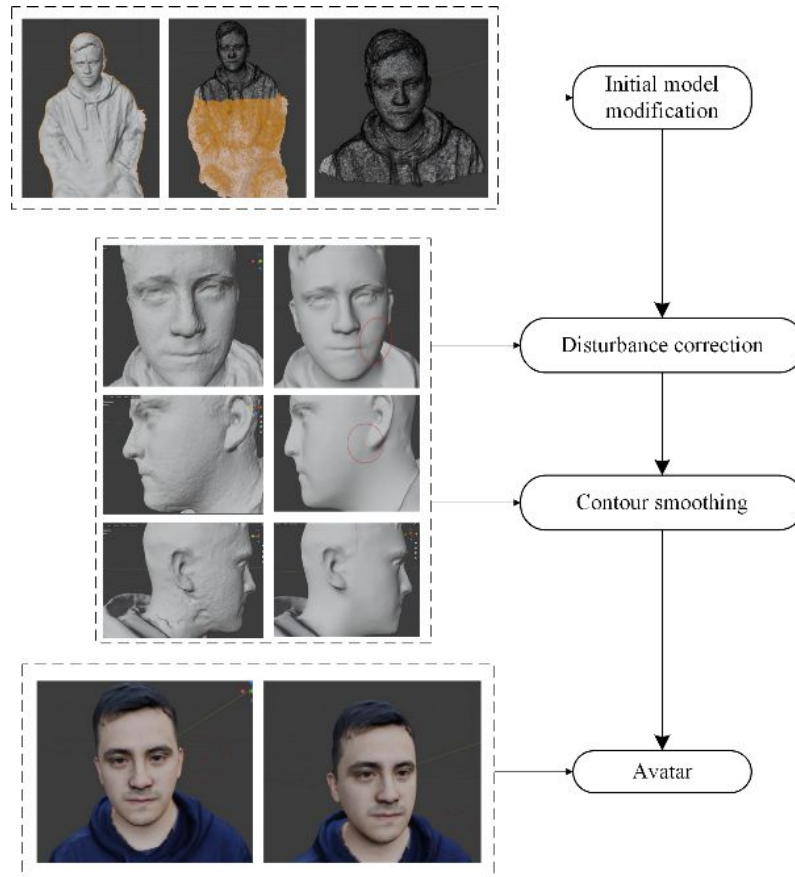 Initial model
modification
Disturbance correction
Contour smoothing
Avatar